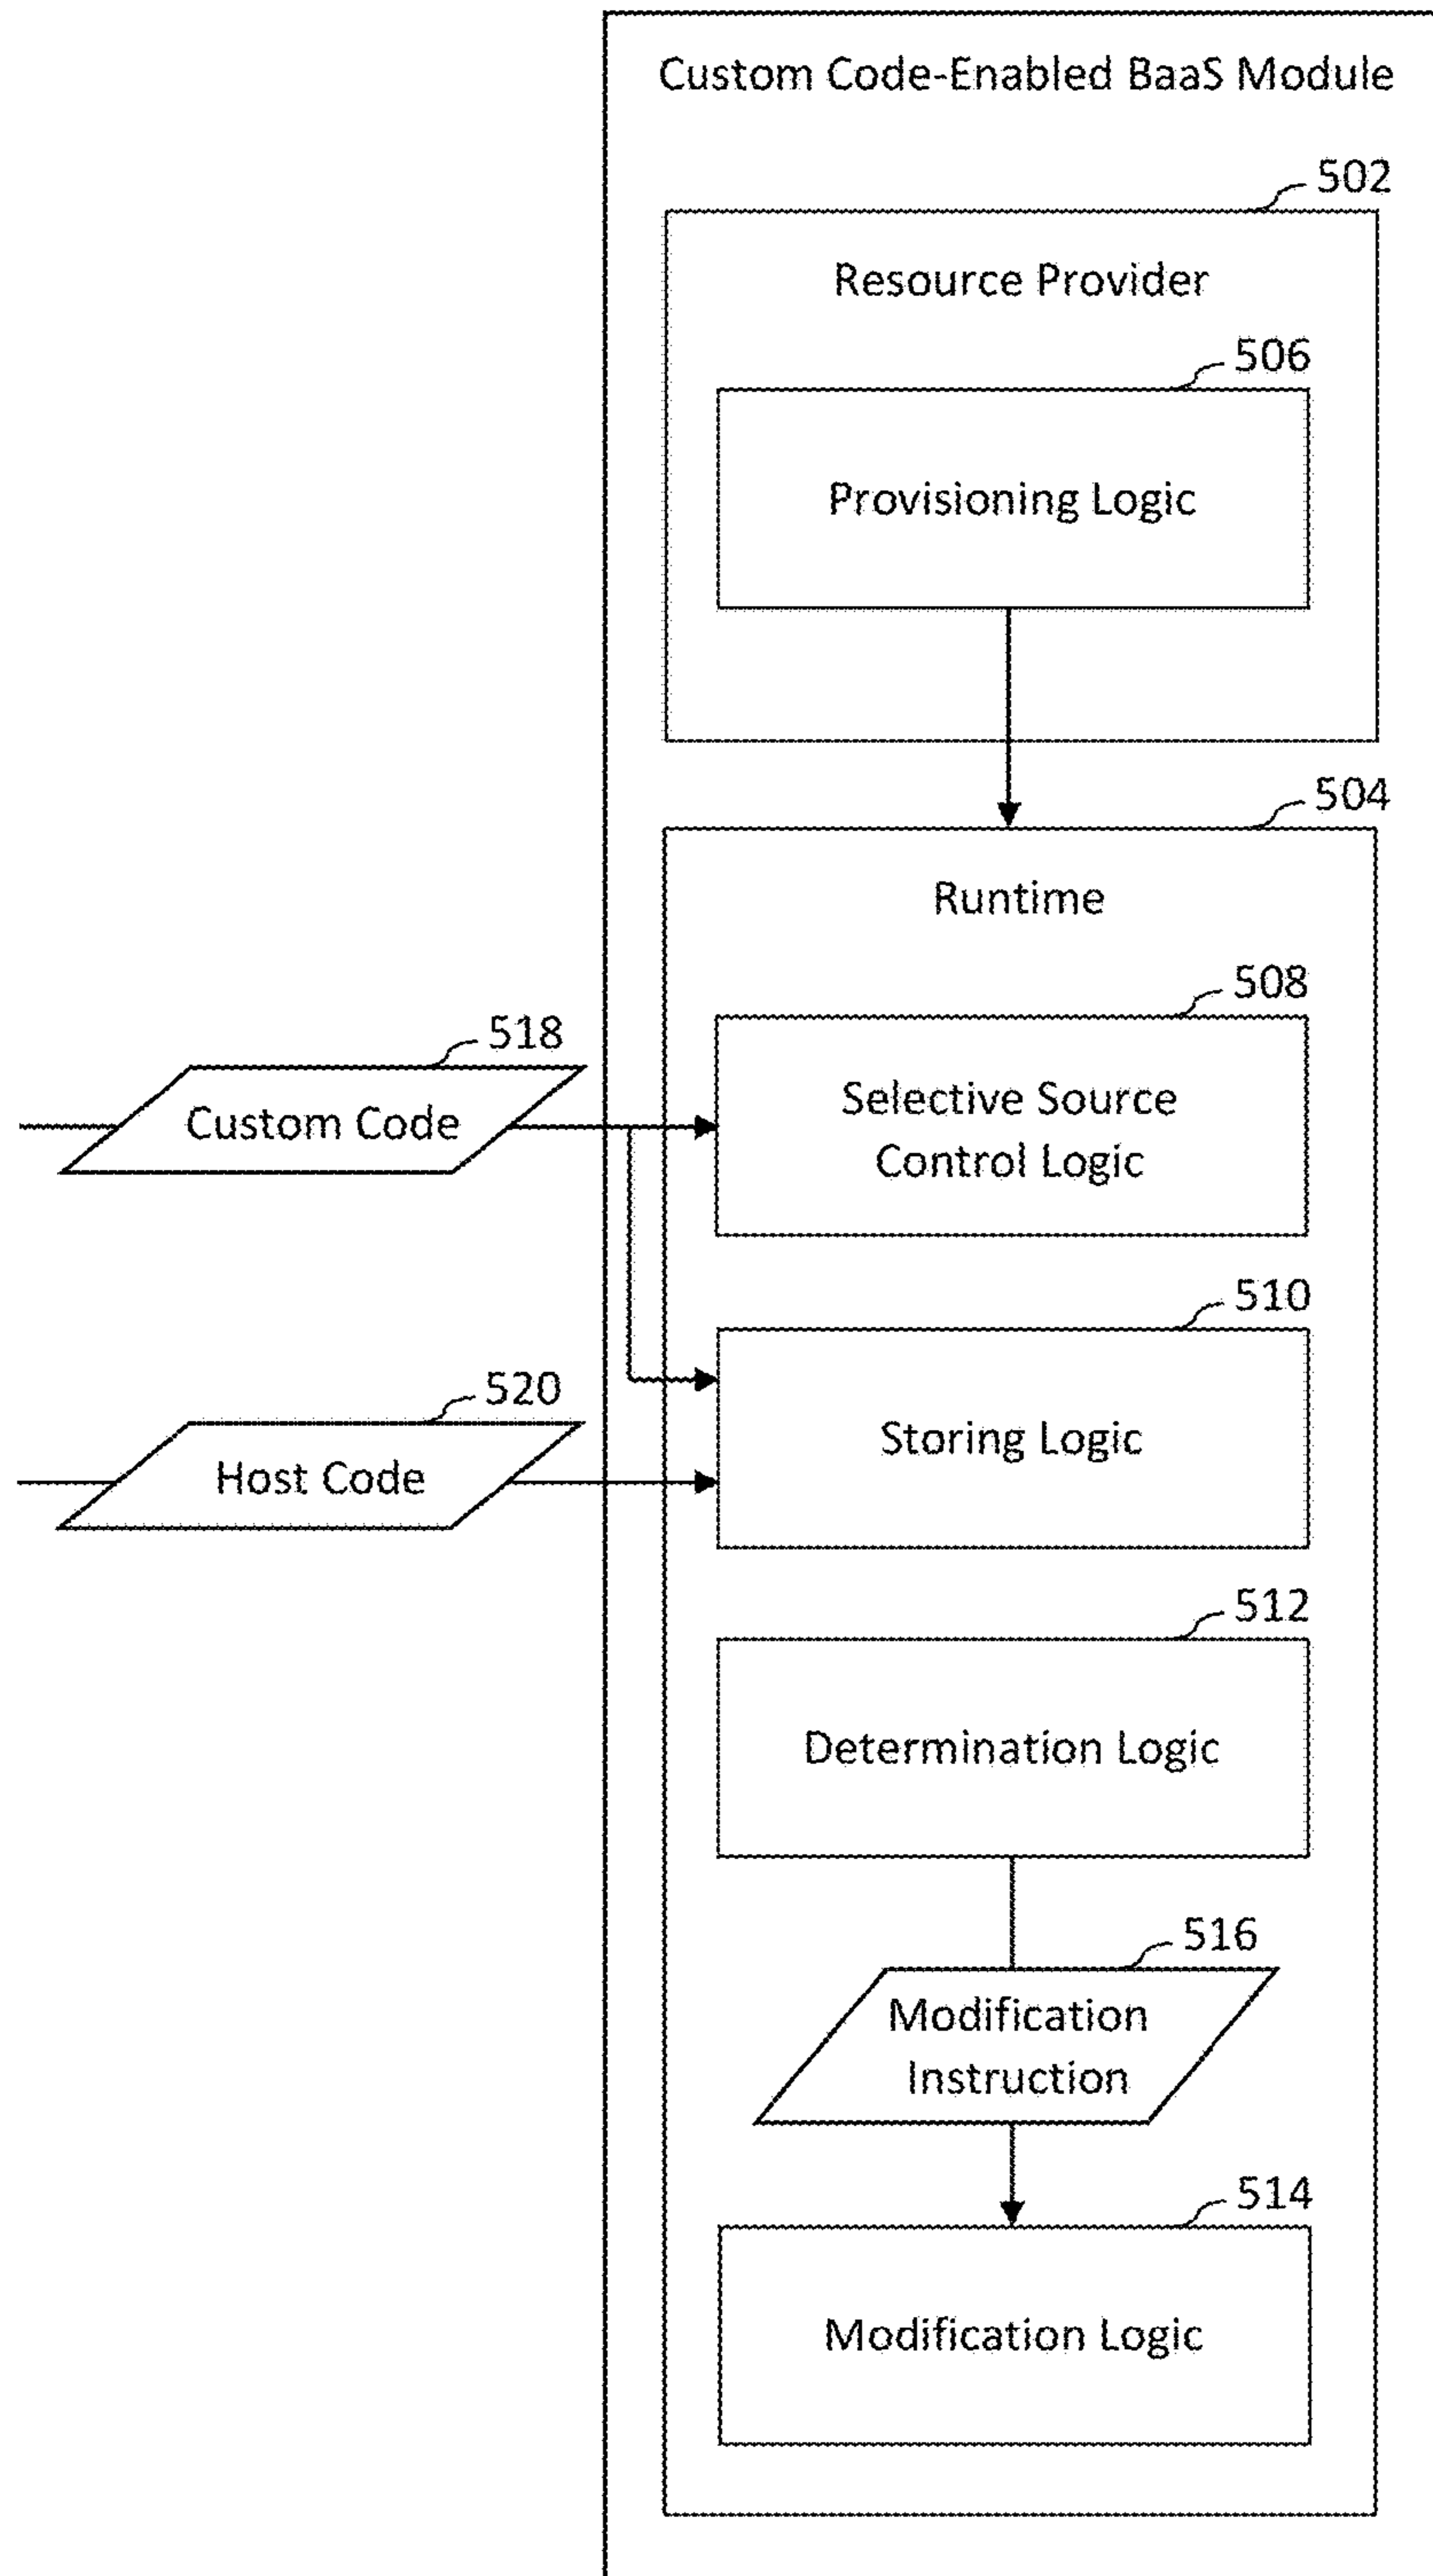 Custom Code-Enabled BaaS Module
502
Resource Provider
506
Provisioning Logic
504
Runtime
508
Selective Source
Control Logic
518
Custom Code
510
Storing Logic
520
Host Code
512
Determination Logic
516
Modification
Instruction
514
Modification Logic